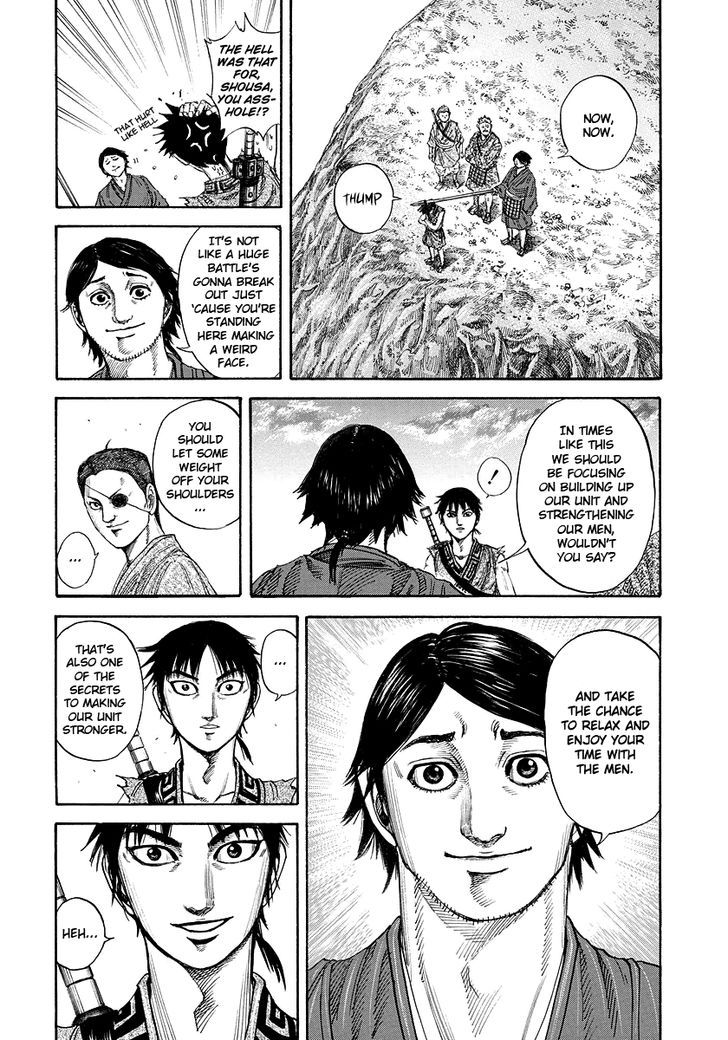 NOW,
NOW.
THUMP
THE HELL
WAS THAT
FOR,
SHOUSA,
YOU ASS-
HOLE!?
THAT HURT
LIKE HELL
IT'S NOT
LIKE A HUGE
BATTLE'S
GONNA BREAK
OUT JUST
'CAUSE YOU'RE
STANDING
HERE MAKING
A WEIRD
FACE.
IN TIMES
LIKE THIS
WE SHOULD
BE FOCUSING
ON BUILDING UP
OUR UNIT AND
STRENGTHENING
OUR MEN,
WOULDN'T
YOU SAY?
!
YOU
SHOULD
LET SOME
WEIGHT OFF
YOUR
SHOULDERS
...
...
AND TAKE
THE CHANCE
TO RELAX AND
ENJOY YOUR
TIME WITH
THE MEN.
...
THAT'S
ALSO ONE
OF THE
SECRETS
TO MAKING
OUR UNIT
STRONGER.
HEH...